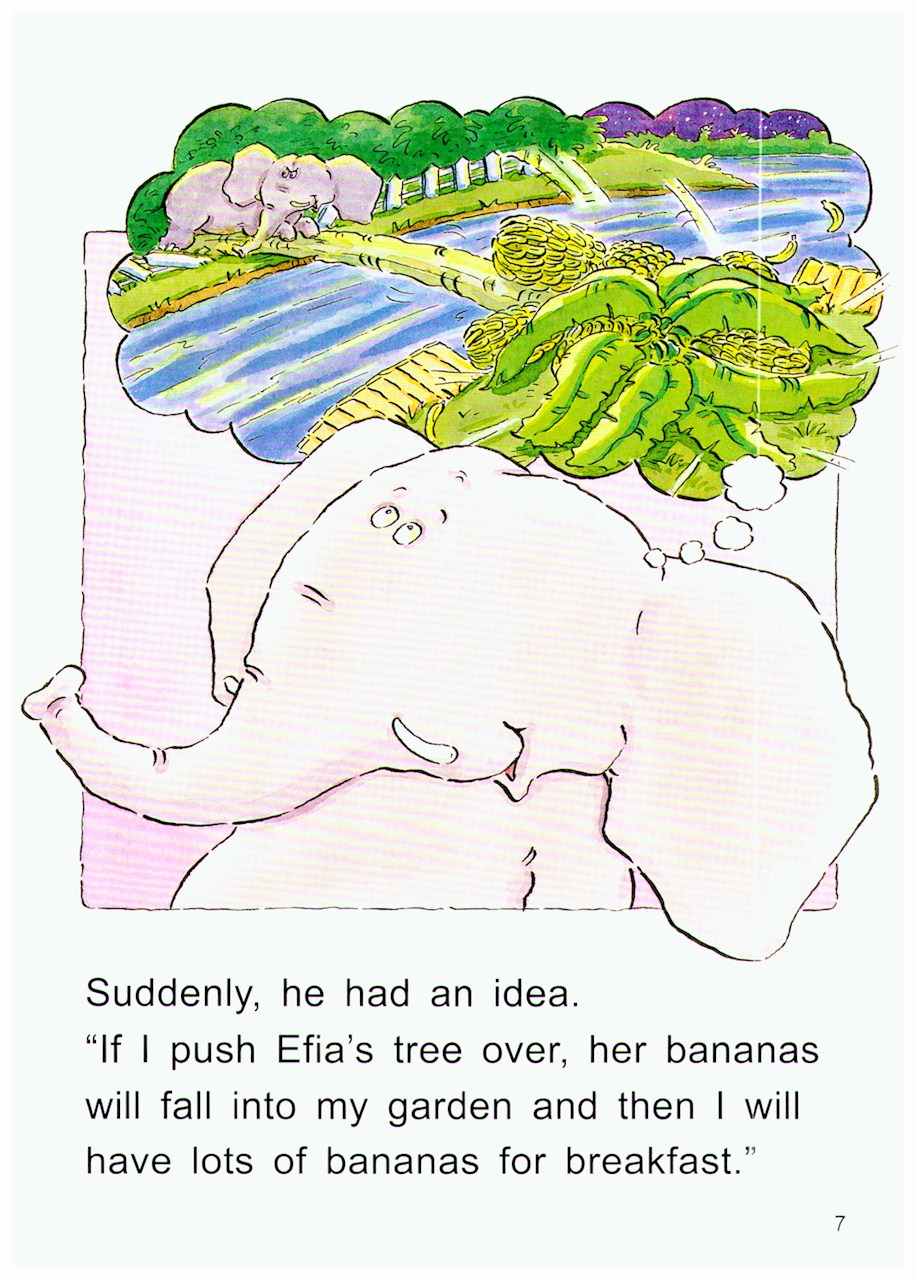 Suddenly, he had an idea.
“If I push Efia’s tree over, her bananas
will fall into my garden and then I will
have lots of bananas for breakfast.”
7